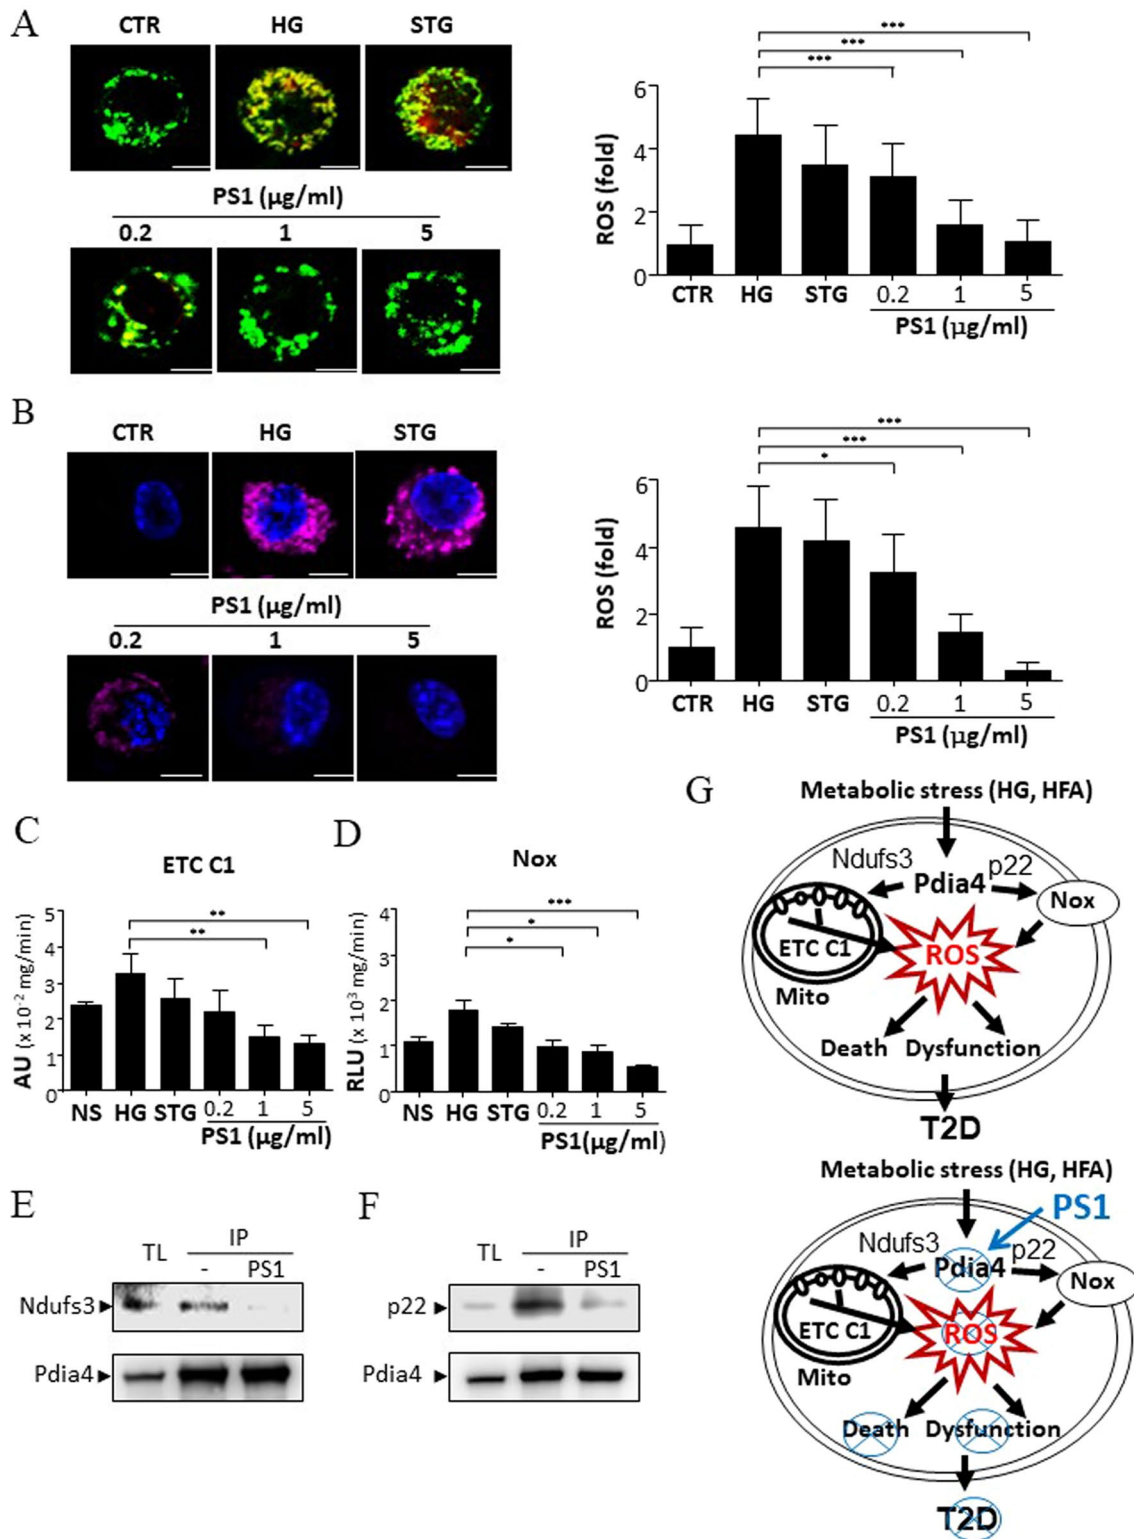 A
CTR HG STG
PS1 (µg/ml)
0.2 1 5
*** 
***
***
ROS (fold)
6
4
2
0
CTR HG STG 0.2 1 5
PS1 (µg/ml)
B
CTR HG STG
PS1 (µg/ml)
0.2 1 5
***
***
*
ROS (fold)
6
4
2
0
CTR HG STG 0.2 1 5
PS1 (µg/ml)
C
ETC C1
**
**
AU (x 10⁻² mg/min)
5
4
3
2
1
0
NS HG STG 0.2 1 5
PS1 (µg/ml)
D
Nox
***
*
*
RLU (x 10³ mg/min)
4
3
2
1
0
NS HG STG 0.2 1 5
PS1(µg/ml)
E
IP
TL - PS1
Ndufs3
Pdia4
F
IP
TL - PS1
p22
Pdia4
G
Metabolic stress (HG, HFA)
Ndufs3 p22
Pdia4
Nox
ETC C1
ROS
Mito
Death Dysfunction
T2D
Metabolic stress (HG, HFA)
PS1
Ndufs3 p22
Pdia4
Nox
ETC C1
ROS
Mito
Death Dysfunction
T2D